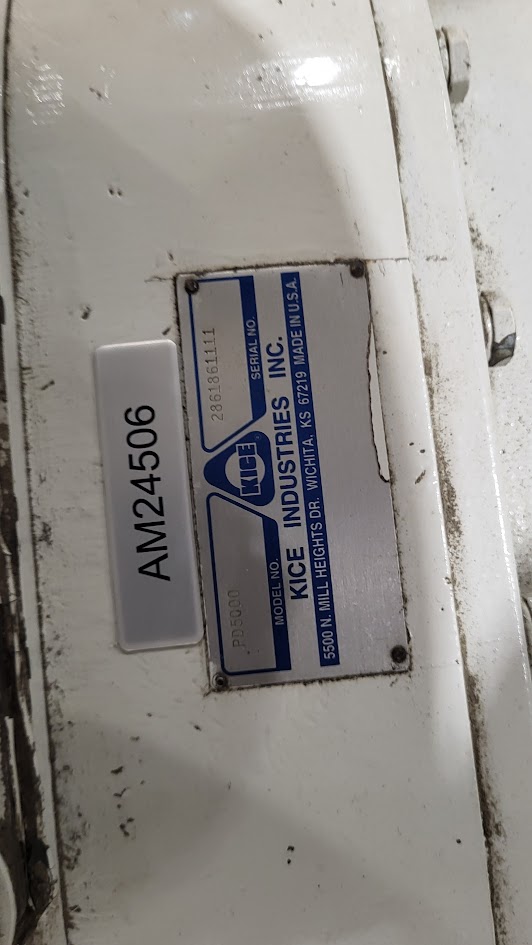 AM24506
PD5000
2861861111
MODEL NO.
KICE
SERIAL NO.
KICE INDUSTRIES INC.
5500 N. MILL HEIGHTS DR. WICHITA, KS 67219 MADE IN U.S.A.